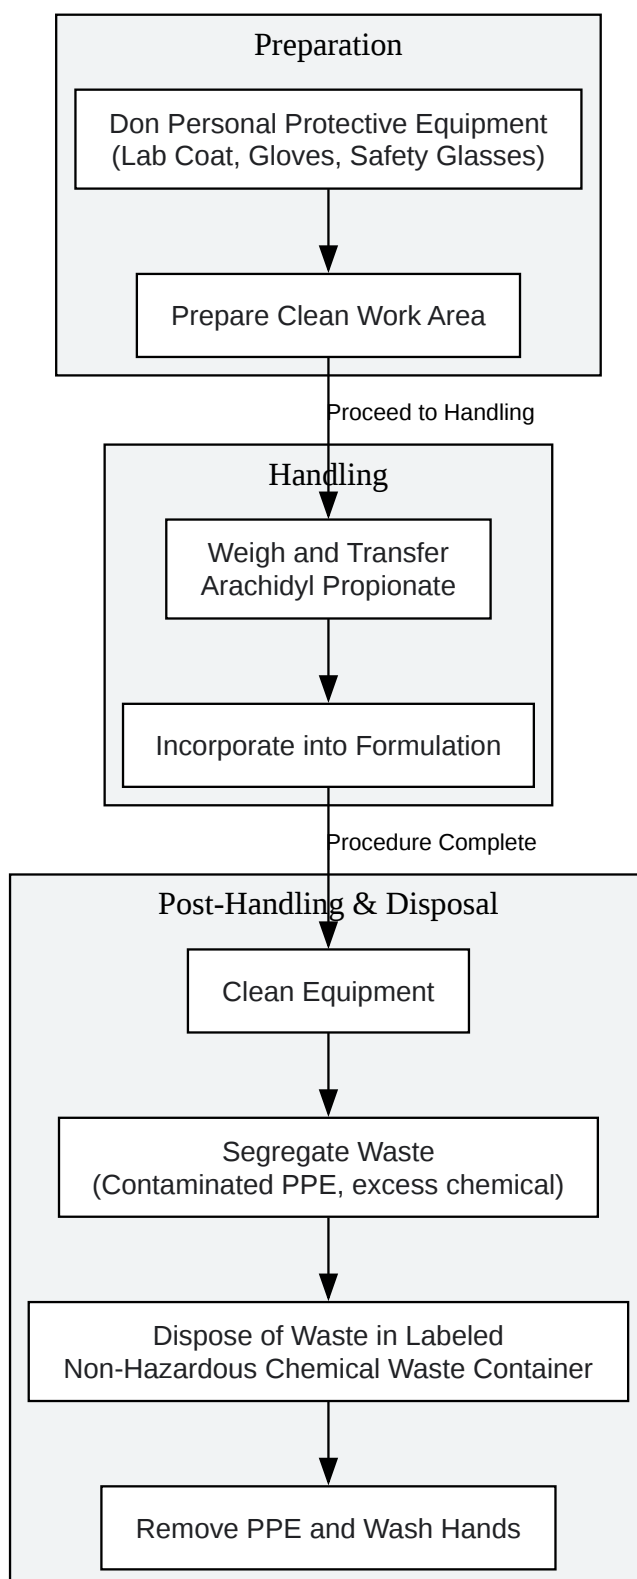 Preparation
Don Personal Protective Equipment
(Lab Coat, Gloves, Safety Glasses)
Prepare Clean Work Area
Proceed to Handling
Handling
Weigh and Transfer
Arachidyl Propionate
Incorporate into Formulation
Procedure Complete
Post-Handling & Disposal
Clean Equipment
Segregate Waste
(Contaminated PPE, excess chemical)
Dispose of Waste in Labeled
Non-Hazardous Chemical Waste Container
Remove PPE and Wash Hands